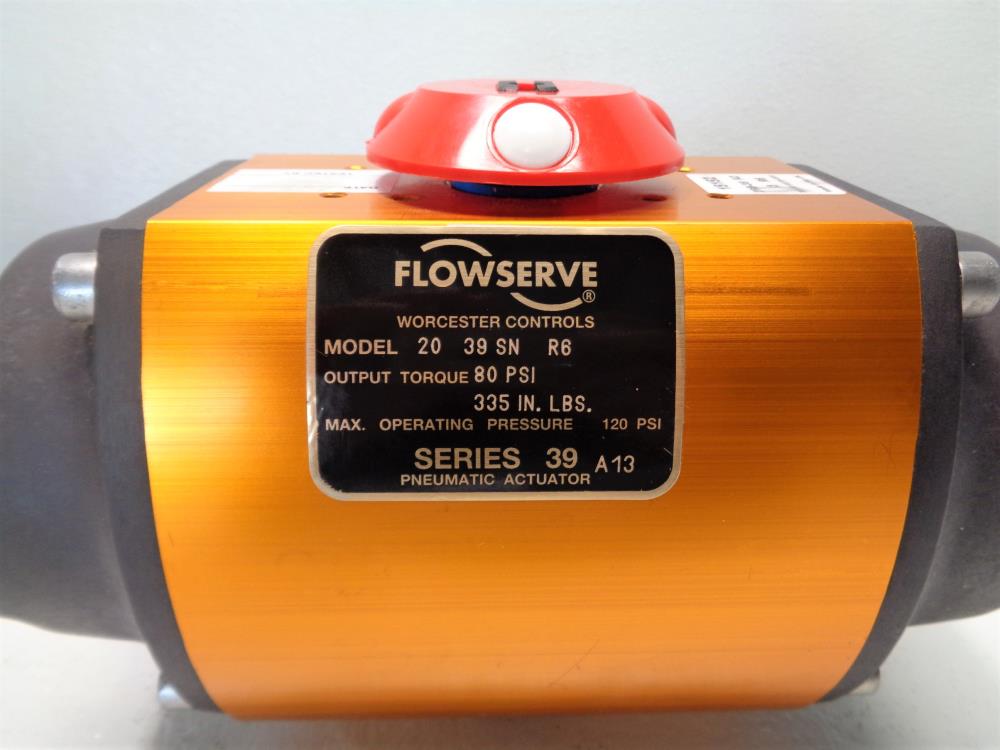 FLOWSERVE
®
WORCESTER CONTROLS
MODEL 20 39 SN R6
OUTPUT TORQUE 80 PSI
335 IN. LBS.
MAX. OPERATING PRESSURE 120 PSI
SERIES 39 A13
PNEUMATIC ACTUATOR